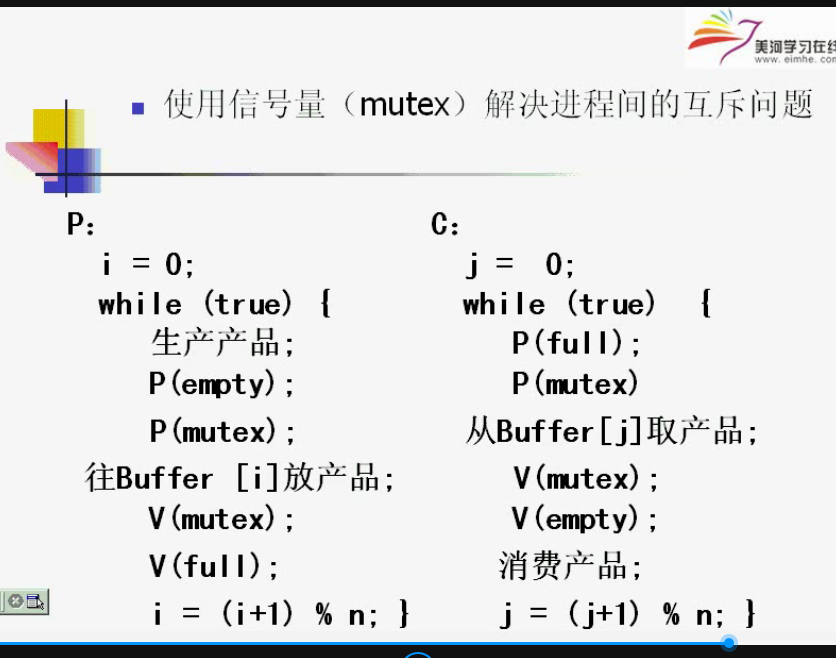 美河学习在线
www.eimhe.com
使用信号量（mutex）解决进程间的互斥问题
P：
i = 0;
while (true) {
生产产品;
P(empty);
P(mutex);
往Buffer [i]放产品;
V(mutex);
V(full);
i = (i+1) % n; }
C：
j =  0;
while (true)  {
P(full);
P(mutex)
从Buffer[j]取产品;
V(mutex);
V(empty);
消费产品;
j = (j+1) % n; }